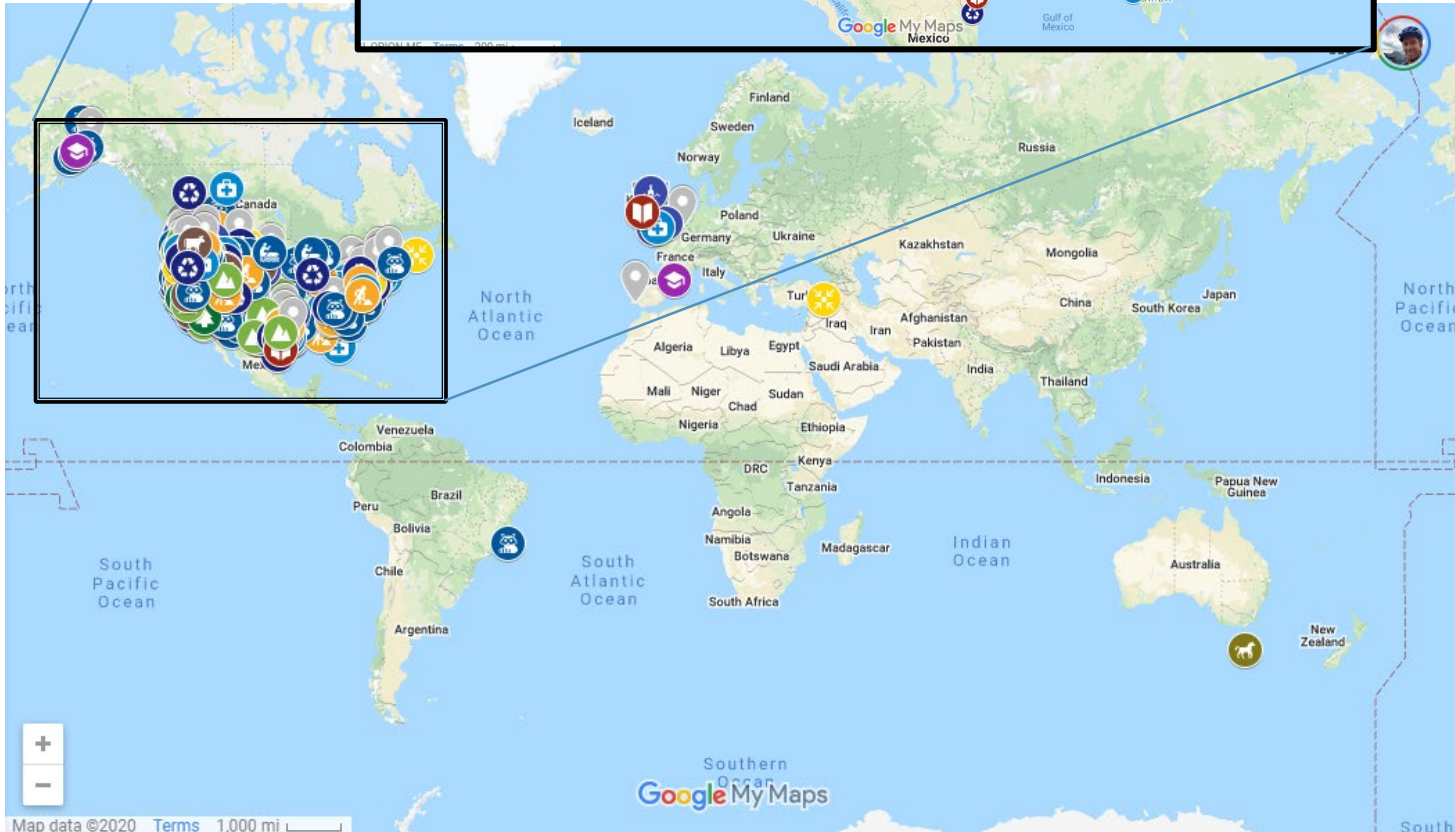 Gulf of
Mexico
Google My Maps
Mexico
Terms
Finland
Iceland
Sweden
Russia
Norway
Canada
Poland
Germany
Ukraine
Kazakhstan
Mongolia
France
Italy
North
Atlantic
Ocean
China
South Korea
Japan
North
Pacific
Ocean
Iraq
Iran
Afghanistan
Pakistan
Algeria
Libya
Egypt
Saudi Arabia
India
Thailand
Mali
Niger
Chad
Sudan
Nigeria
Ethiopia
Venezuela
Colombia
DRC
Kenya
Tanzania
Indonesia
Papua New
Guinea
Peru
Brazil
Bolivia
Angola
Namibia
Botswana
Madagascar
Indian
Ocean
Australia
South
Pacific
Ocean
Chile
South
Atlantic
Ocean
South Africa
Argentina
New
Zealand
+
−
Southern
Ocean
Google My Maps
Map data ©2020 Terms 1,000 mi
South